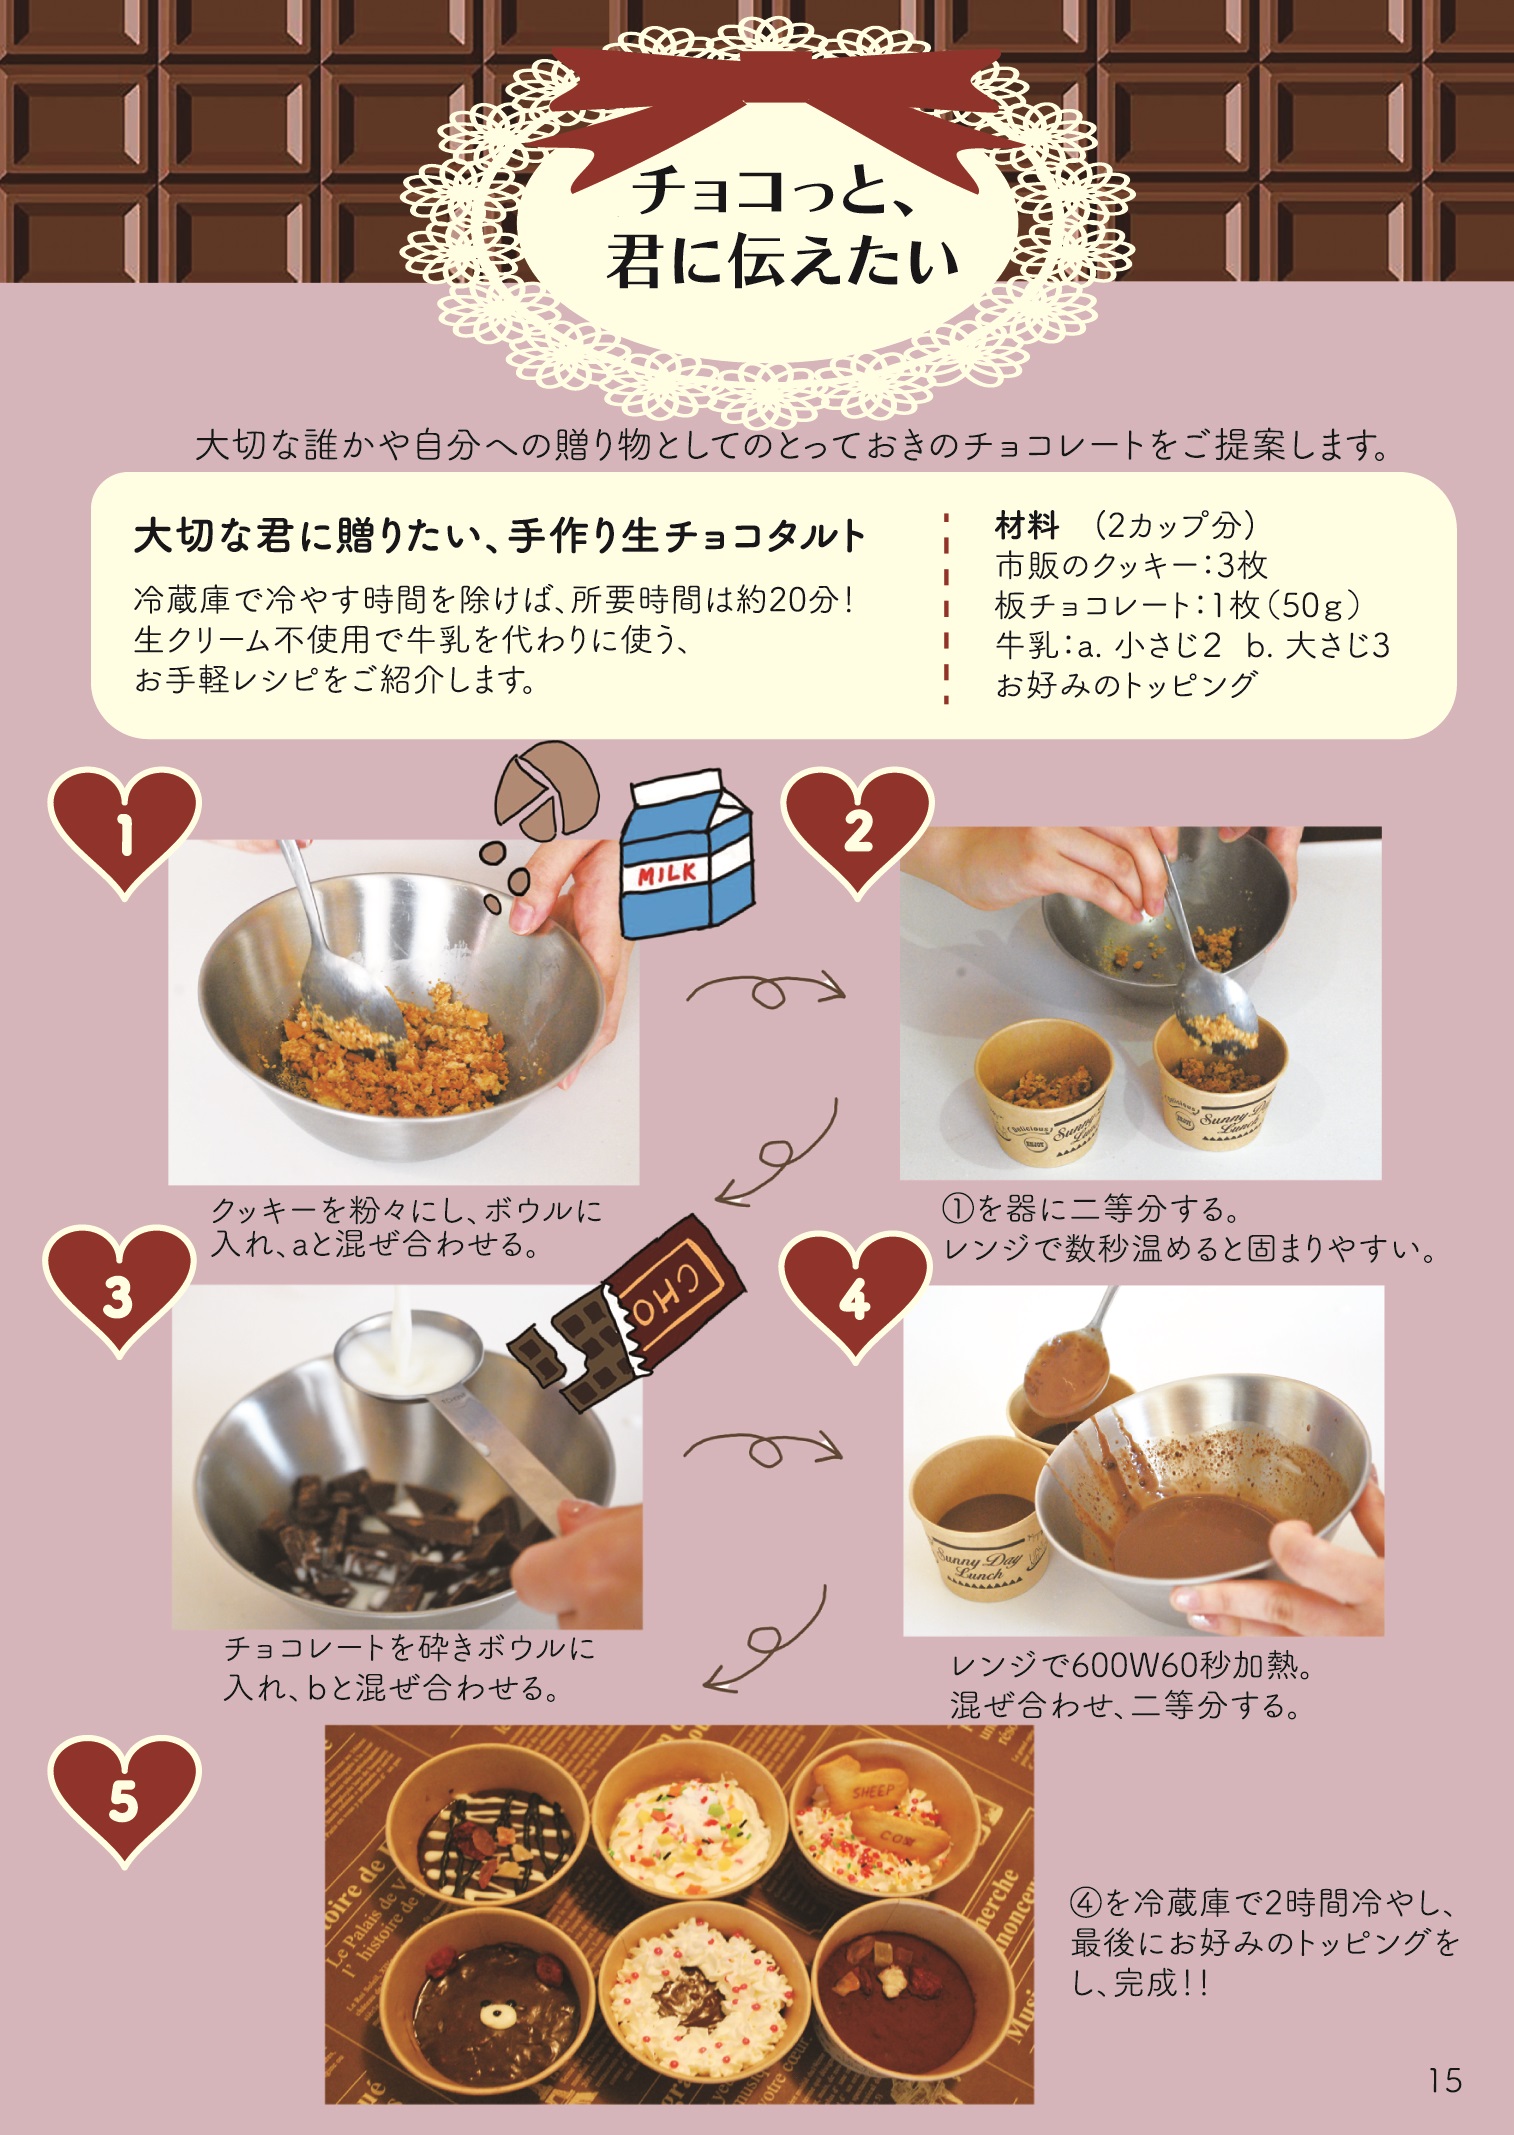 チョコっと、
君に伝えたい
大切な誰かや自分への贈り物としてのとっておきのチョコレートをご提案します。
大切な君に贈りたい、手作り生チョコタルト
冷蔵庫で冷やす時間を除けば、所要時間は約20分！
生クリーム不使用で牛乳を代わりに使う、
お手軽レシピをご紹介します。
材料　（2カップ分）
市販のクッキー：3枚
板チョコレート：1枚（50g）
牛乳：a. 小さじ2　b. 大さじ3
お好みのトッピング
1
MILK
クッキーを粉々にし、ボウルに
入れ、aと混ぜ合わせる。
2
Delicious
ENJOY
Sunny Day
Lunch
①を器に二等分する。
レンジで数秒温めると固まりやすい。
3
CHO
チョコレートを砕きボウルに
入れ、bと混ぜ合わせる。
4
Sunny Day
Lunch
レンジで600W60秒加熱。
混ぜ合わせ、二等分する。
5
SHEEP
COW
Le Palais de
l'histoire de
④を冷蔵庫で2時間冷やし、
最後にお好みのトッピングを
し、完成！！
15